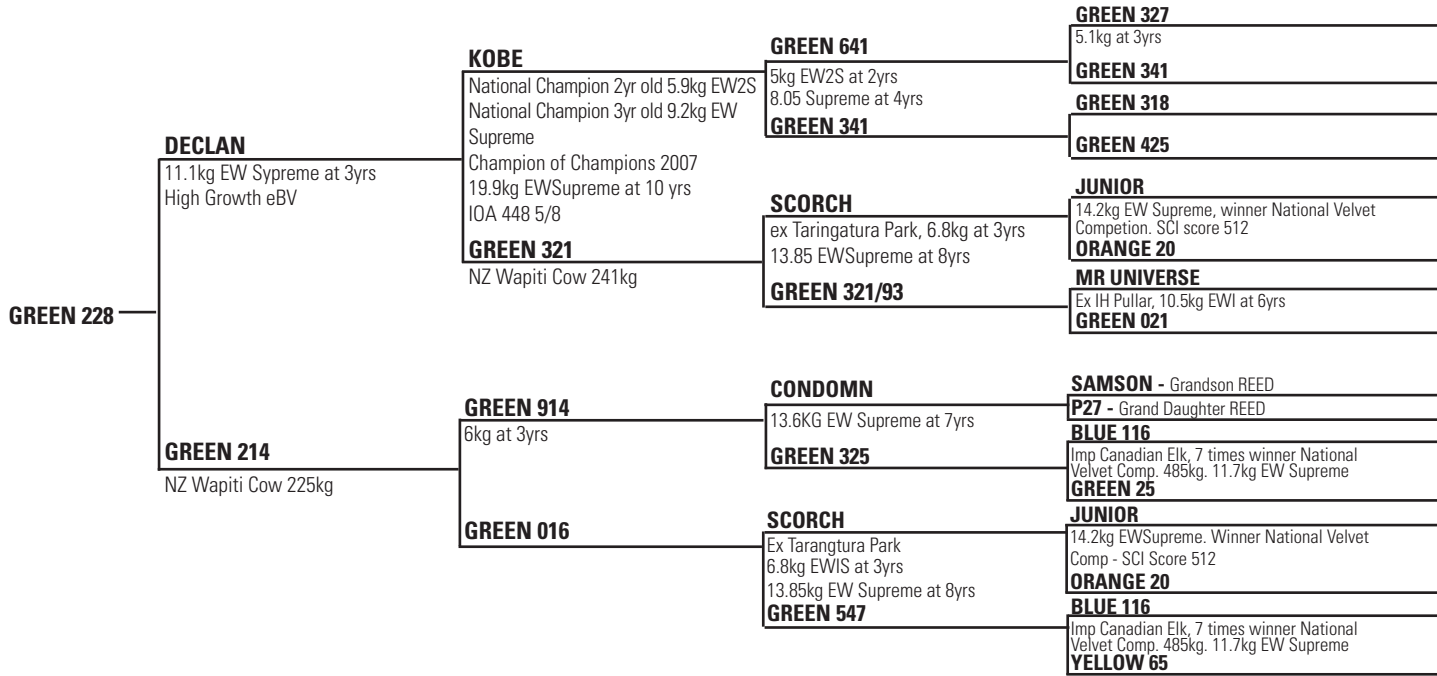 GREEN 228
DECLAN
11.1kg EW Sypreme at 3yrs
High Growth eBV
GREEN 214
NZ Wapiti Cow 225kg
KOBE
National Champion 2yr old 5.9kg EW2S
National Champion 3yr old 9.2kg EW
Supreme
Champion of Champions 2007
19.9kg EWSupreme at 10 yrs
IOA 448 5/8
GREEN 321
NZ Wapiti Cow 241kg
GREEN 914
6kg at 3yrs
GREEN 016
GREEN 641
5kg EW2S at 2yrs
8.05 Supreme at 4yrs
GREEN 341
SCORCH
ex Taringatura Park, 6.8kg at 3yrs
13.85 EWSupreme at 8yrs
GREEN 321/93
CONDOMN
13.6KG EW Supreme at 7yrs
GREEN 325
SCORCH
Ex Tarangtura Park
6.8kg EWIS at 3yrs
13.85kg EW Supreme at 8yrs
GREEN 547
GREEN 327
5.1kg at 3yrs
GREEN 341
GREEN 318
GREEN 425
JUNIOR
14.2kg EW Supreme, winner National Velvet
Competion. SCI score 512
ORANGE 20
MR UNIVERSE
Ex IH Pullar, 10.5kg EWI at 6yrs
GREEN 021
SAMSON - Grandson REED
P27 - Grand Daughter REED
BLUE 116
Imp Canadian Elk, 7 times winner National
Velvet Comp. 485kg. 11.7kg EW Supreme
GREEN 25
JUNIOR
14.2kg EWSupreme. Winner National Velvet
Comp - SCI Score 512
ORANGE 20
BLUE 116
Imp Canadian Elk, 7 times winner National
Velvet Comp. 485kg. 11.7kg EW Supreme
YELLOW 65